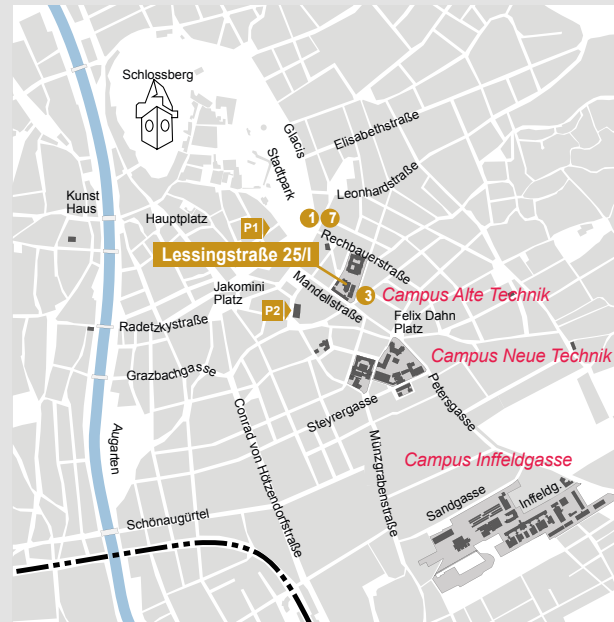 Schlossberg
Glacis
Elisabethstraße
Stadtpark
Leonhardstraße
Kunst
Haus
Hauptplatz
P1
1
7
Rechbauerstraße
Lessingstraße 25/I
Jakomini
Platz
Mandellstraße
3
Campus Alte Technik
P2
Felix Dahn
Platz
Radetzkystraße
Campus Neue Technik
Grazbachgasse
Petersgasse
Steyrergasse
Conrad von Hötzendorfstraße
Augarten
Münzgrabenstraße
Campus Inffeldgasse
Sandgasse
Inffeldg.
Schönaugürtel